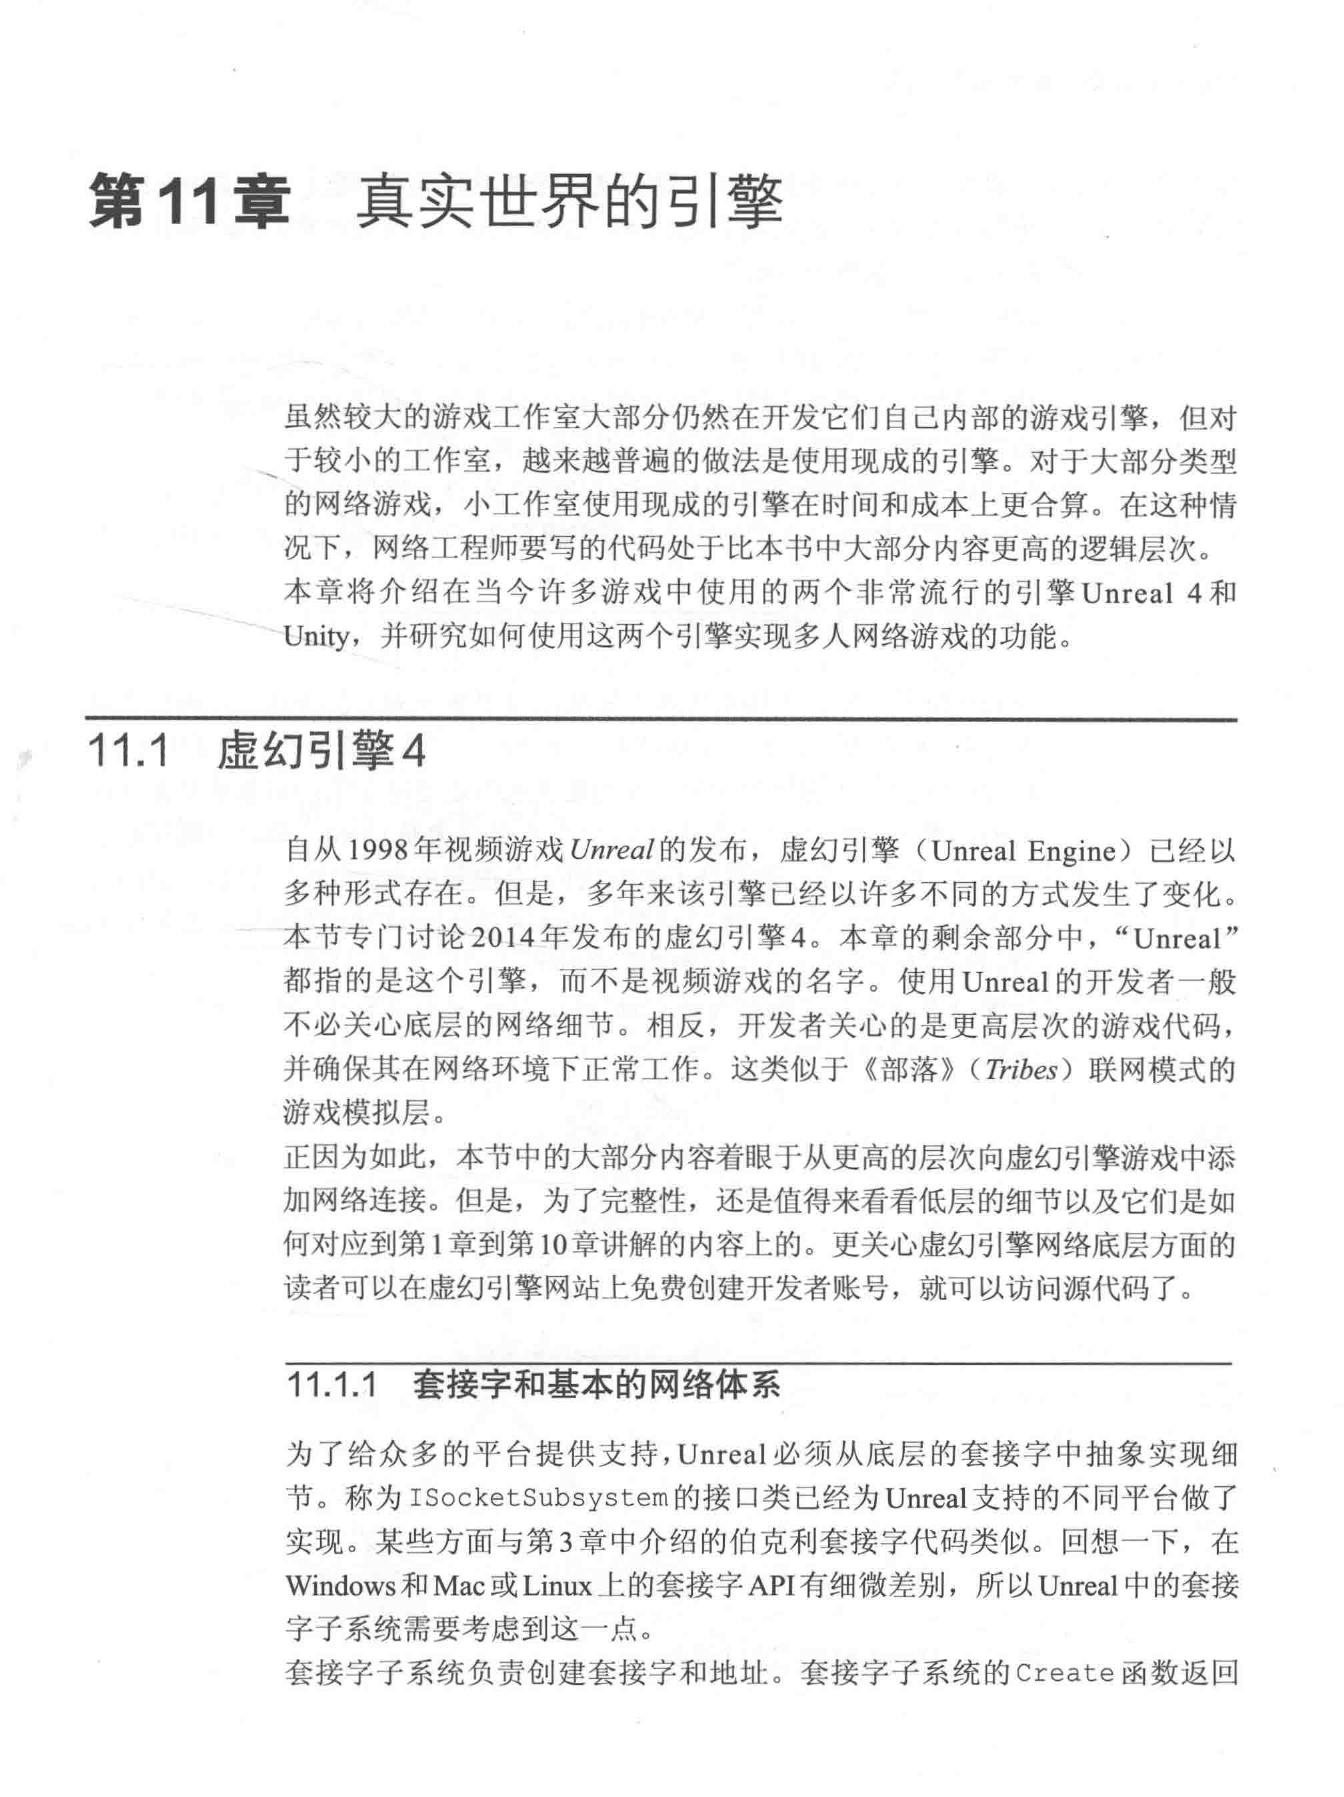 第11章 真实世界的引擎
虽然较大的游戏工作室大部分仍然在开发它们自己内部的游戏引擎，但对
于较小的工作室，越来越普遍的做法是使用现成的引擎。对于大部分类型
的网络游戏，小工作室使用现成的引擎在时间和成本上更合算。在这种情
况下，网络工程师要写的代码处于比本书中大部分内容更高的逻辑层次。
本章将介绍在当今许多游戏中使用的两个非常流行的引擎Unreal 4和
Unity，并研究如何使用这两个引擎实现多人网络游戏的功能。
11.1 虚幻引擎4
自从1998年视频游戏Unreal的发布，虚幻引擎（Unreal Engine）已经以
多种形式存在。但是，多年来该引擎已经以许多不同的方式发生了变化。
本节专门讨论2014年发布的虚幻引擎4。本章的剩余部分中，“Unreal”
都指的是这个引擎，而不是视频游戏的名字。使用Unreal的开发者一般
不必关心底层的网络细节。相反，开发者关心的是更高层次的游戏代码，
并确保其在网络环境下正常工作。这类似于《部落》（Tribes）联网模式的
游戏模拟层。
正因为如此，本节中的大部分内容着眼于从更高的层次向虚幻引擎游戏中添
加网络连接。但是，为了完整性，还是值得来看看低层的细节以及它们是如
何对应到第1章到第10章讲解的内容上的。更关心虚幻引擎网络底层方面的
读者可以在虚幻引擎网站上免费创建开发者账号，就可以访问源代码了。
11.1.1 套接字和基本的网络体系
为了给众多的平台提供支持，Unreal必须从底层的套接字中抽象实现细
节。称为ISocketSubsystem的接口类已经为Unreal支持的不同平台做了
实现。某些方面与第3章中介绍的伯克利套接字代码类似。回想一下，在
Windows和Mac或Linux上的套接字API有细微差别，所以Unreal中的套接
字子系统需要考虑到这一点。
套接字子系统负责创建套接字和地址。套接字子系统的Create函数返回